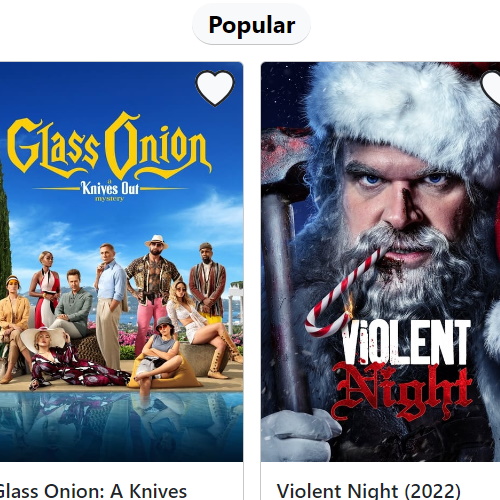 Popular
Glass Onion
A
Knives Out
mystery
VIOLENT
Night
Glass Onion: A Knives
Violent Night (2022)